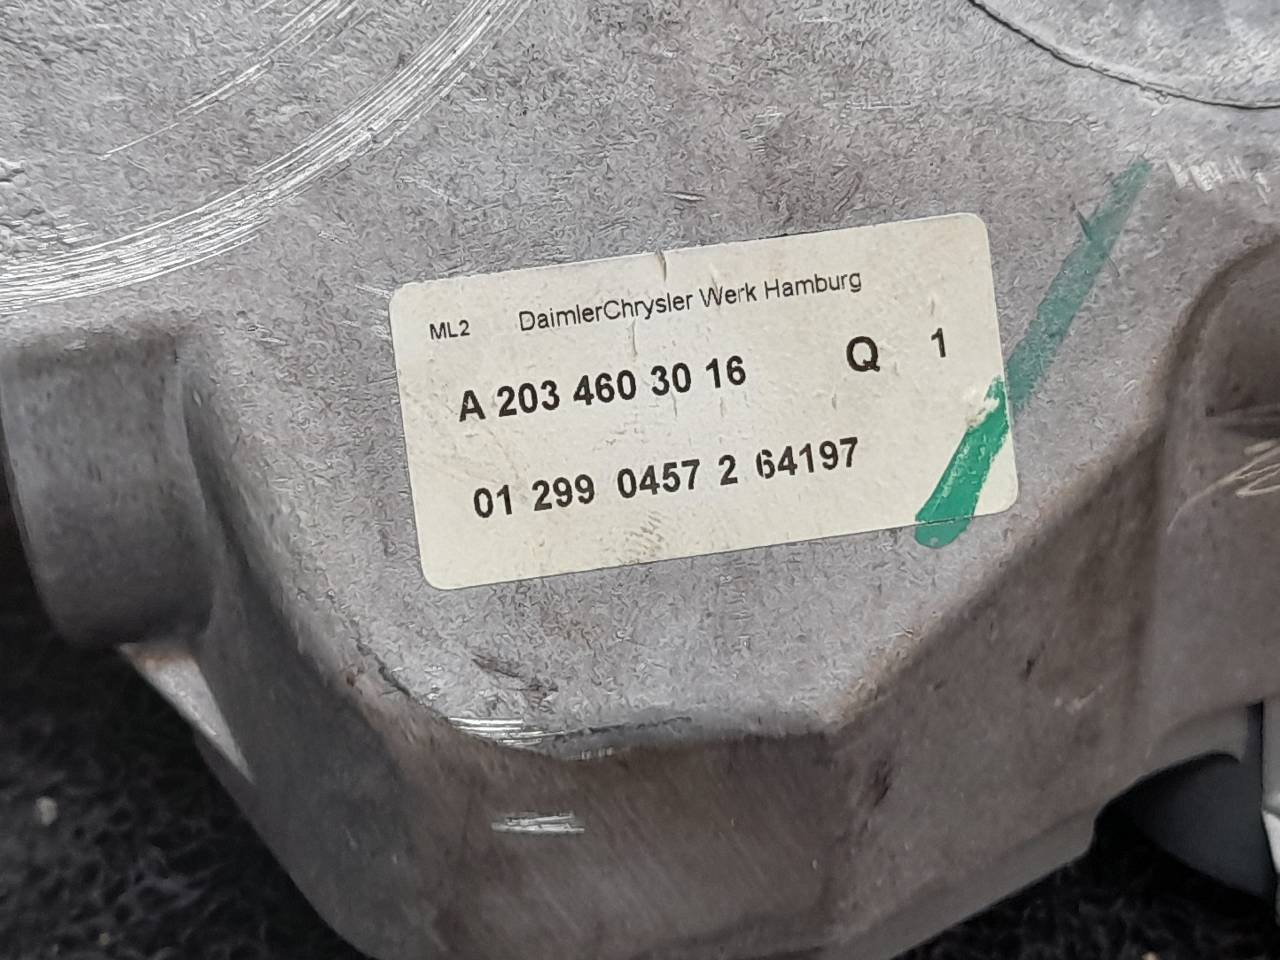 ML2 DaimlerChrysler Werk Hamburg
A 203 460 30 16 Q 1
01 299 0457 2 64197